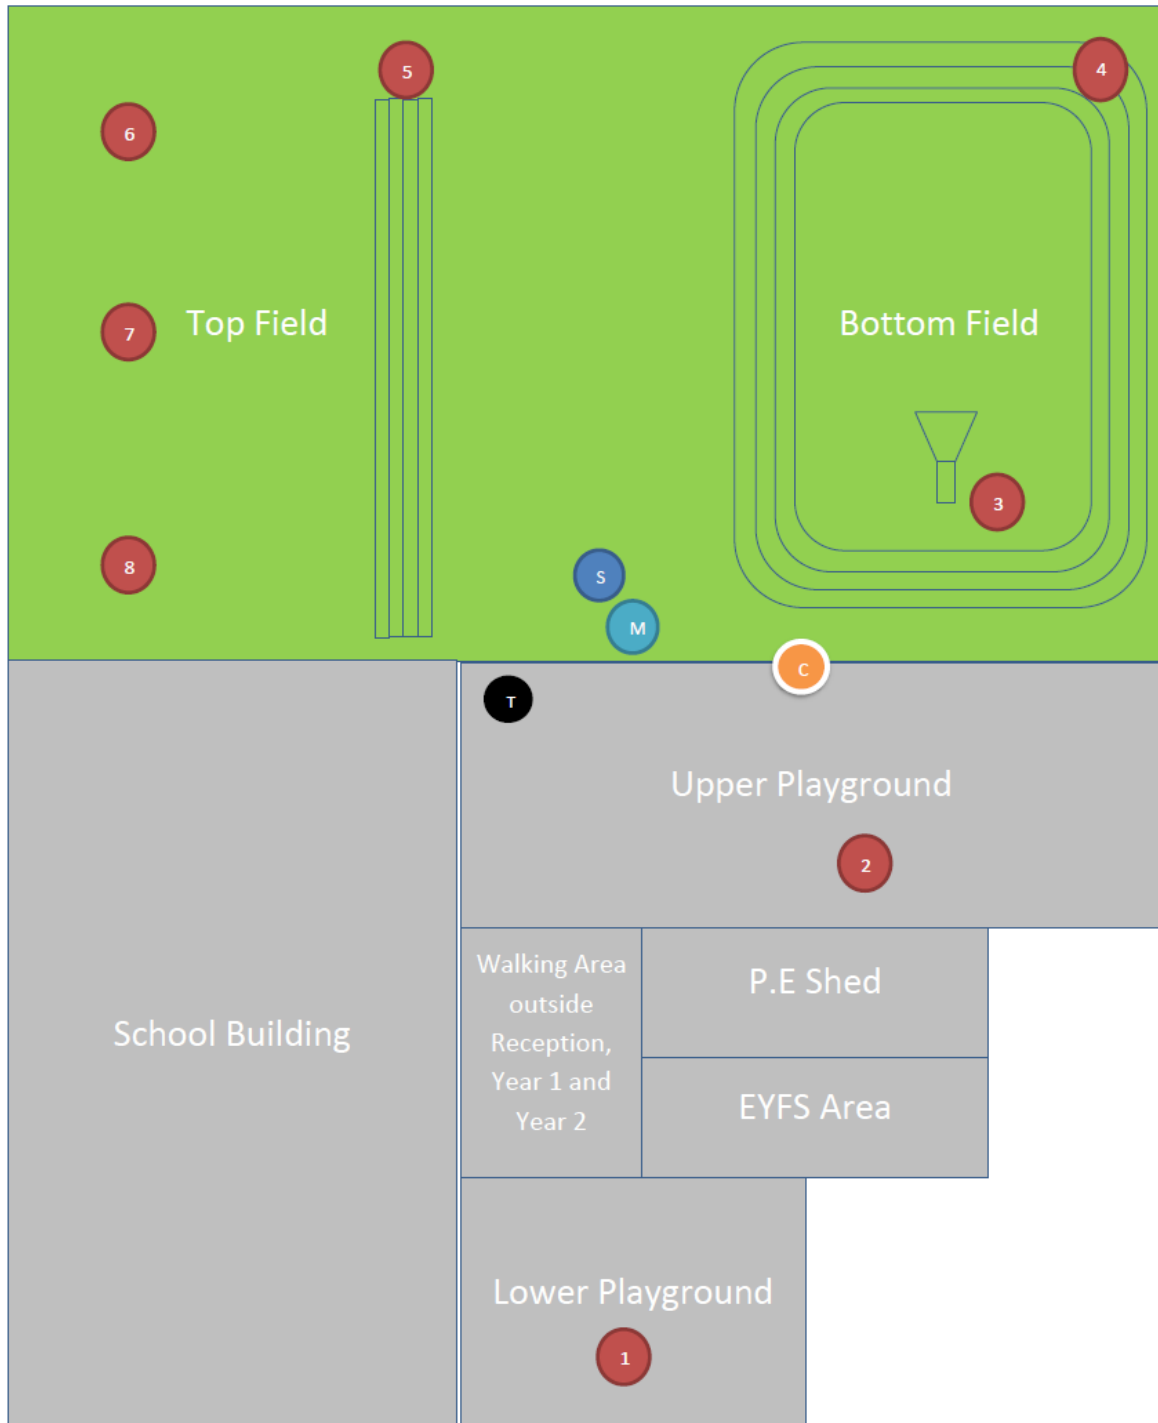 5
4
6
7
Top Field
Bottom Field
3
8
S
M
C
T
Upper Playground
2
Walking Area
outside
Reception,
Year 1 and
Year 2
P.E Shed
School Building
EYFS Area
Lower Playground
1